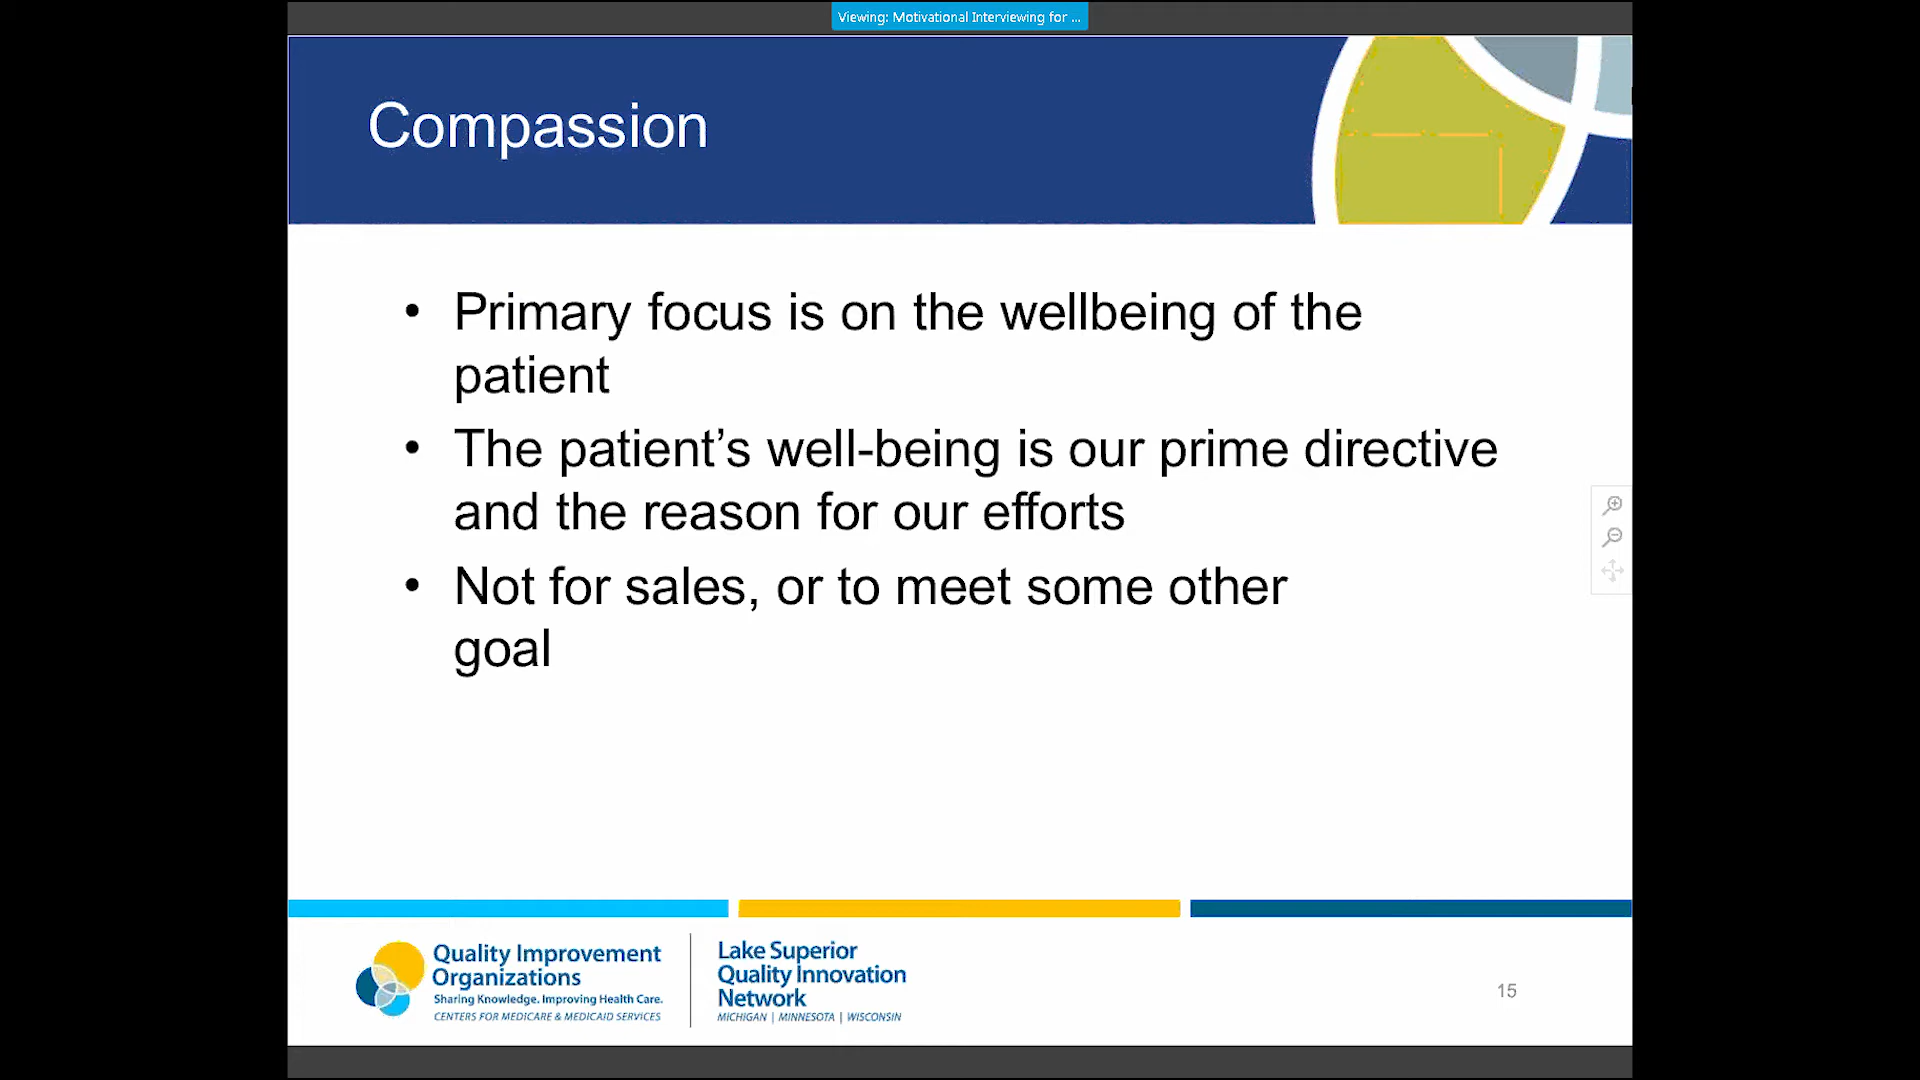 Viewing: Motivational Interviewing for ...
Compassion
• Primary focus is on the wellbeing of the
patient
• The patient’s well-being is our prime directive
and the reason for our efforts
• Not for sales, or to meet some other
goal
Quality Improvement
Organizations
Sharing Knowledge. Improving Health Care.
CENTERS FOR MEDICARE & MEDICAID SERVICES
Lake Superior
Quality Innovation
Network
MICHIGAN | MINNESOTA | WISCONSIN
15